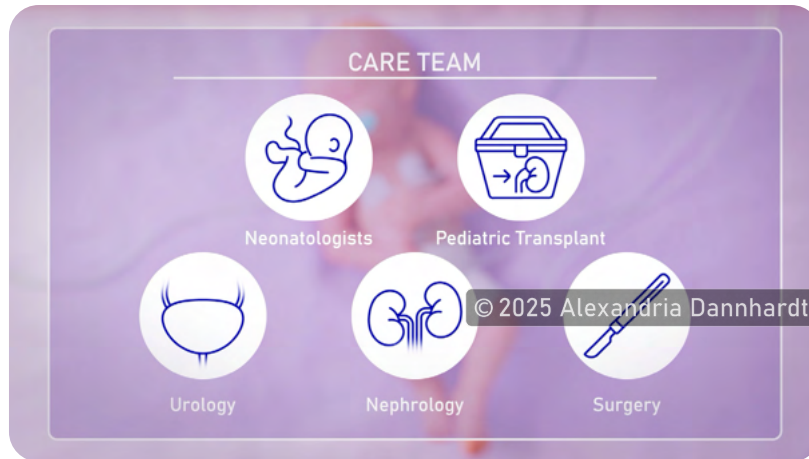 CARE TEAM
Neonatologists
Pediatric Transplant
© 2025 Alexandria Dannhardt
Urology
Nephrology
Surgery